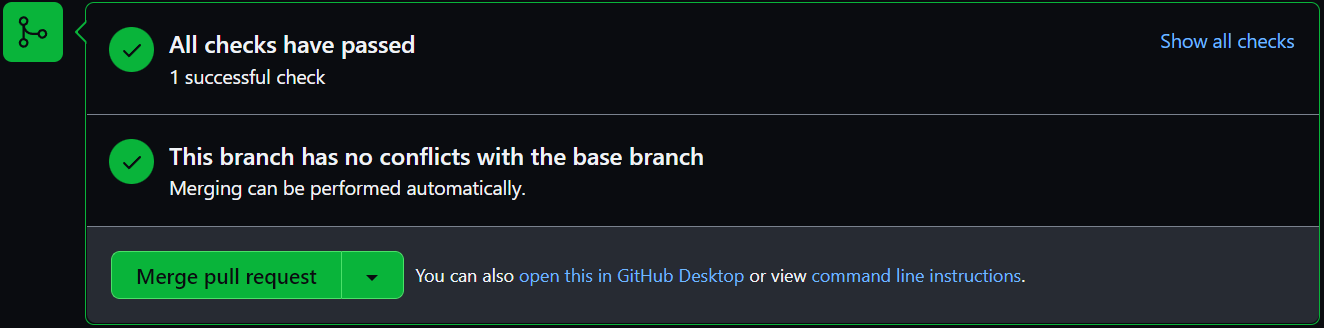 All checks have passed
Show all checks
1 successful check
This branch has no conflicts with the base branch
Merging can be performed automatically.
Merge pull request
You can also open this in GitHub Desktop or view command line instructions.